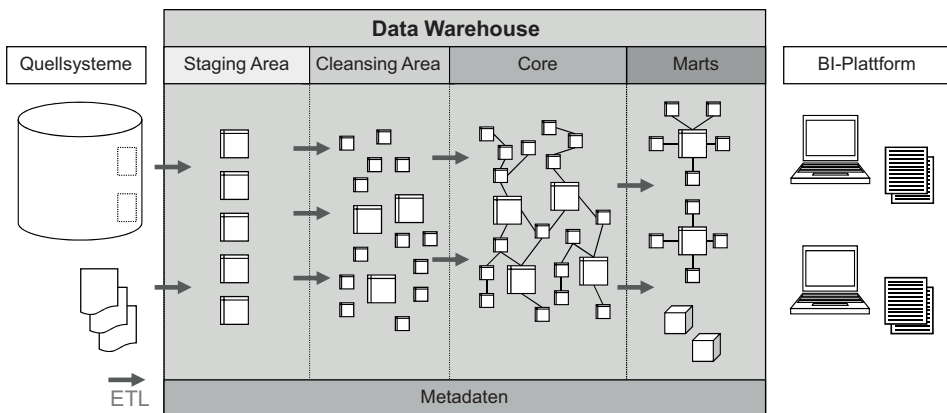 Data Warehouse
Quellsysteme
Staging Area
Cleansing Area
Core
Marts
BI-Plattform
ETL
Metadaten